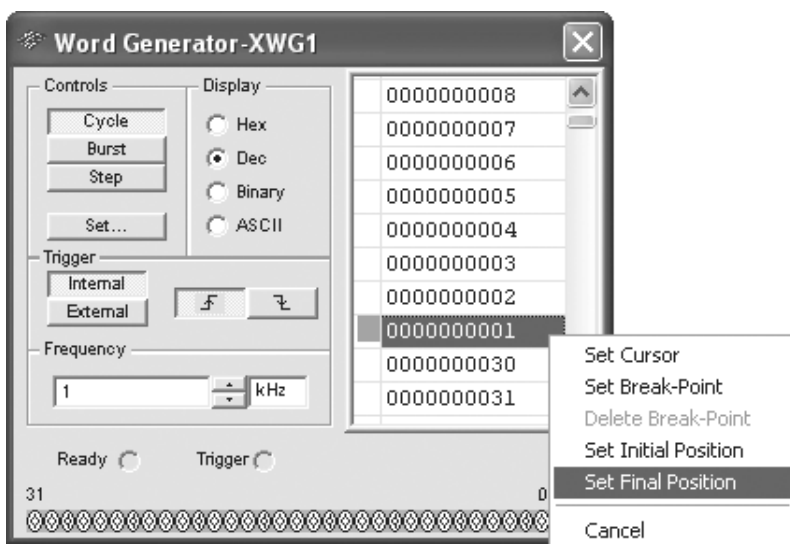 Word Generator-XWG1
Controls
Cycle
Burst
Step
Set...
Display
Hex
Dec
Binary
ASCII
Trigger
Internal
External
Frequency
1
kHz
Ready
Trigger
31
0
0000000008
0000000007
0000000006
0000000005
0000000004
0000000003
0000000002
0000000001
0000000030
0000000031
Set Cursor
Set Break-Point
Delete Break-Point
Set Initial Position
Set Final Position
Cancel